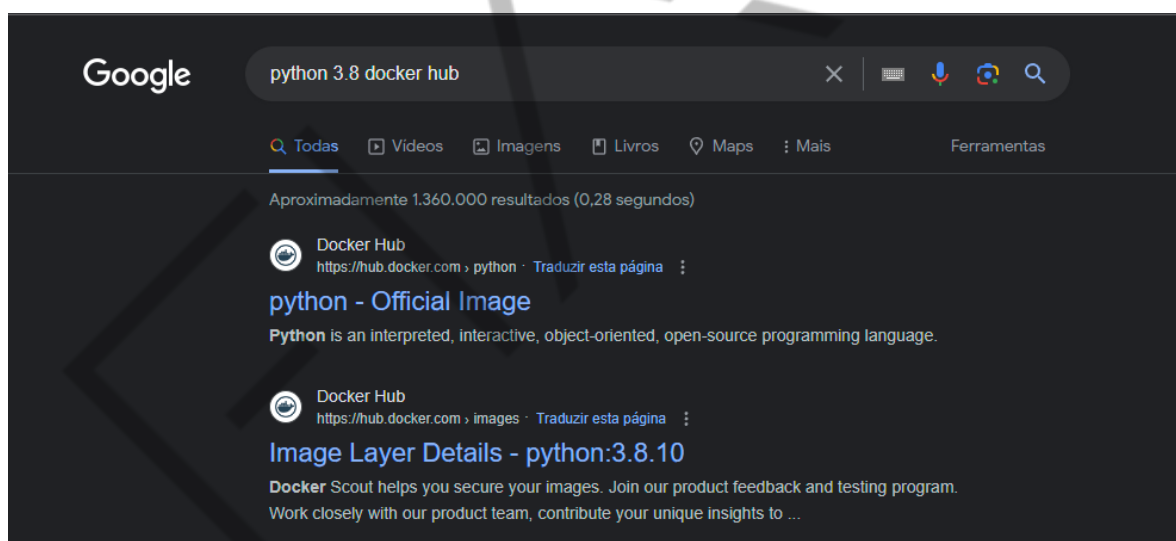 Google
python 3.8 docker hub
Todas Vídeos Imagens Livros Maps Mais Ferramentas
Aproximadamente 1.360.000 resultados (0,28 segundos)
Docker Hub
https://hub.docker.com › python · Traduzir esta página
python - Official Image
Python is an interpreted, interactive, object-oriented, open-source programming language.
Docker Hub
https://hub.docker.com › images · Traduzir esta página
Image Layer Details - python:3.8.10
Docker Scout helps you secure your images. Join our product feedback and testing program.
Work closely with our product team, contribute your unique insights to ...